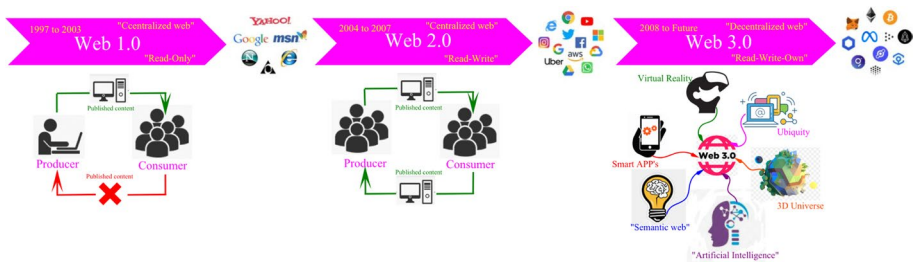 1997 to 2003
"Ccentralized web"
Web 1.0
"Read-Only"
YAHOO!
Google
msn
Published content
Producer
Consumer
Published content
2004 to 2007
"Centralized web"
Web 2.0
"Read-Write"
Uber
aws
Published content
Producer
Consumer
Published content
2008 to Future
"Decentralized web"
Web 3.0
"Read-Write-Own"
Virtual Reality
Ubiquity
Web 3.0
Smart APP's
3D Universe
"Semantic web"
"Artificial Intelligence"